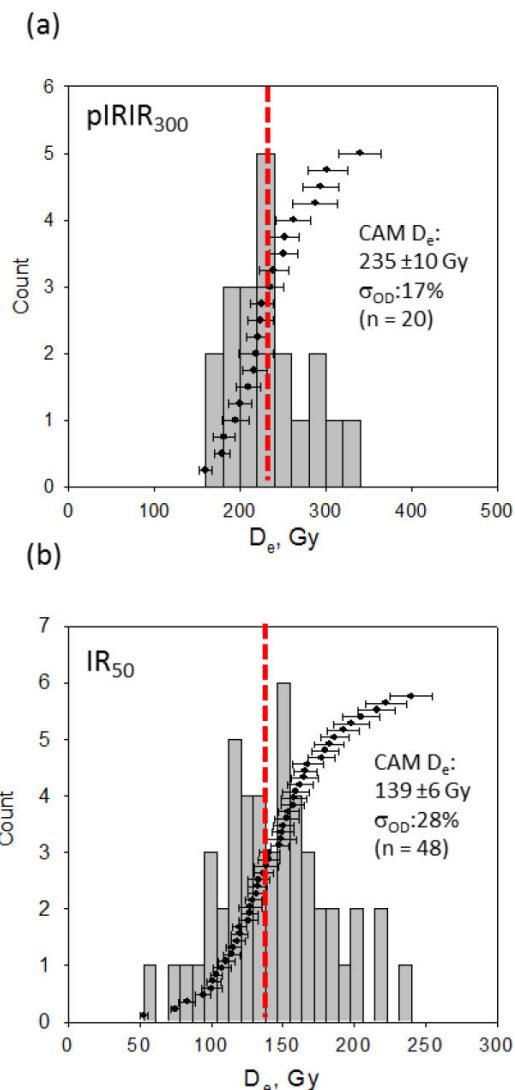 (a)
6
5
4
3
2
1
0
Count
pIRIR300
CAM De:
235 ±10 Gy
σOD:17%
(n = 20)
0 100 200 300 400 500
De, Gy
(b)
7
6
5
4
3
2
1
0
Count
IR50
CAM De:
139 ±6 Gy
σOD:28%
(n = 48)
0 50 100 150 200 250 300
De, Gy